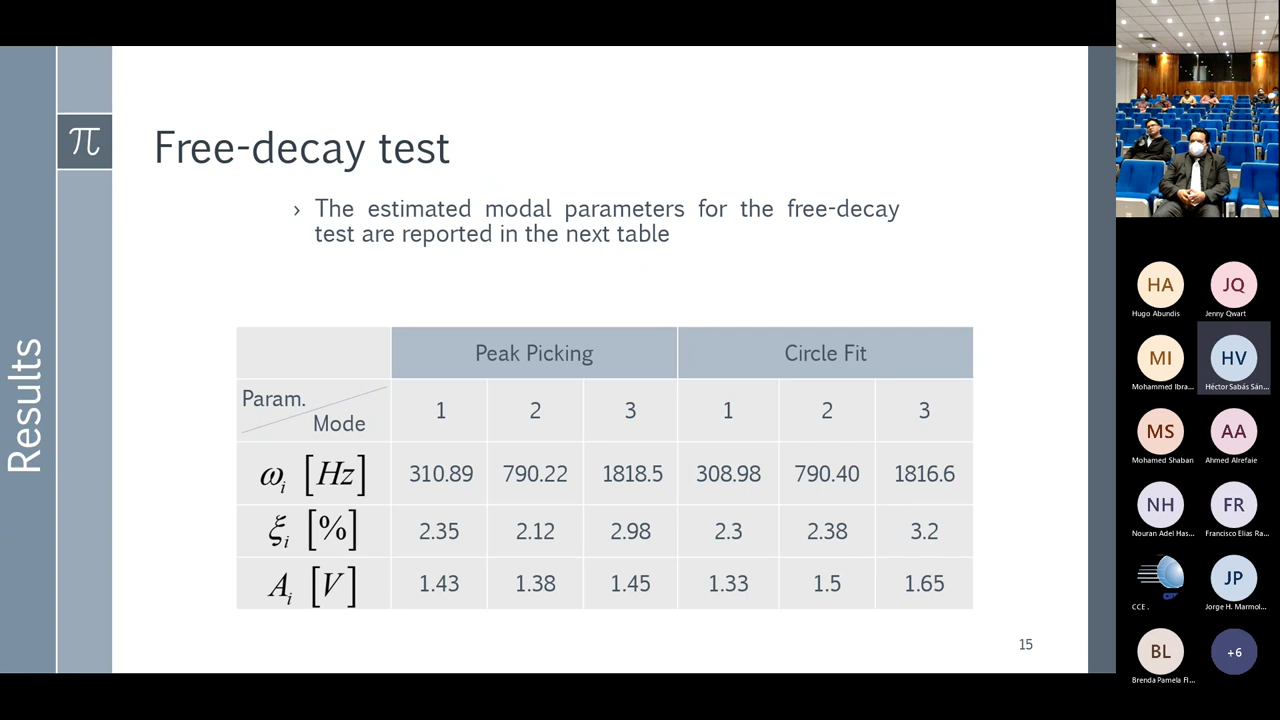 Results
π
Free-decay test
› The estimated modal parameters for the free-decay
test are reported in the next table
Peak Picking Circle Fit
Param. Mode 1 2 3 1 2 3
ωᵢ [Hz] 310.89 790.22 1818.5 308.98 790.40 1816.6
ξᵢ [%] 2.35 2.12 2.98 2.3 2.38 3.2
Aᵢ [V] 1.43 1.38 1.45 1.33 1.5 1.65
15
HA JQ
Hugo Abundis Jenny Qwart
MI HV
Mohammed Ibra... Héctor Sabás Sán...
MS AA
Mohamed Shaban Ahmed Alrefaie
NH FR
Nouran Adel Has... Francisco Elias Ra...
JP
CCE . Jorge H. Marmol...
BL +6
Brenda Pamela Fl...